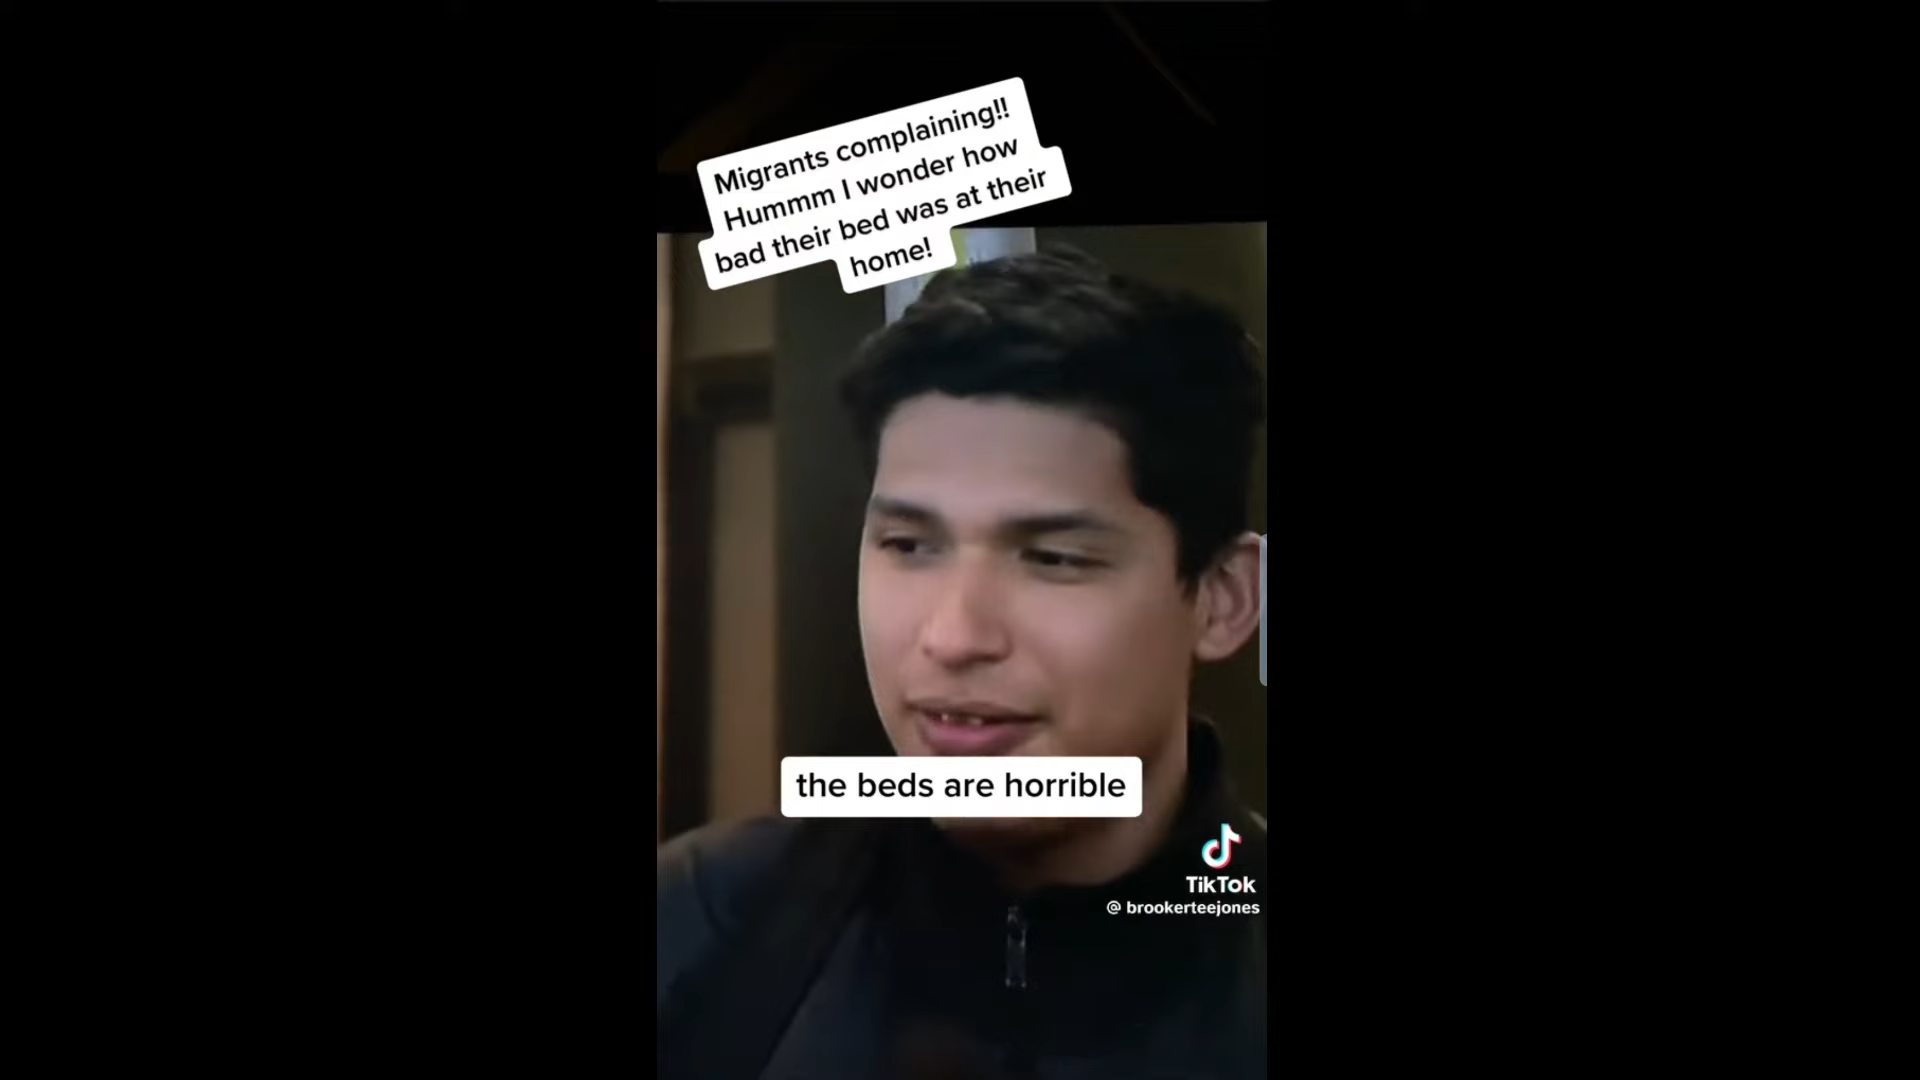 Migrants complaining!!
Hummm I wonder how
bad their bed was at their
home!
the beds are horrible
TikTok
@ brookerteejones